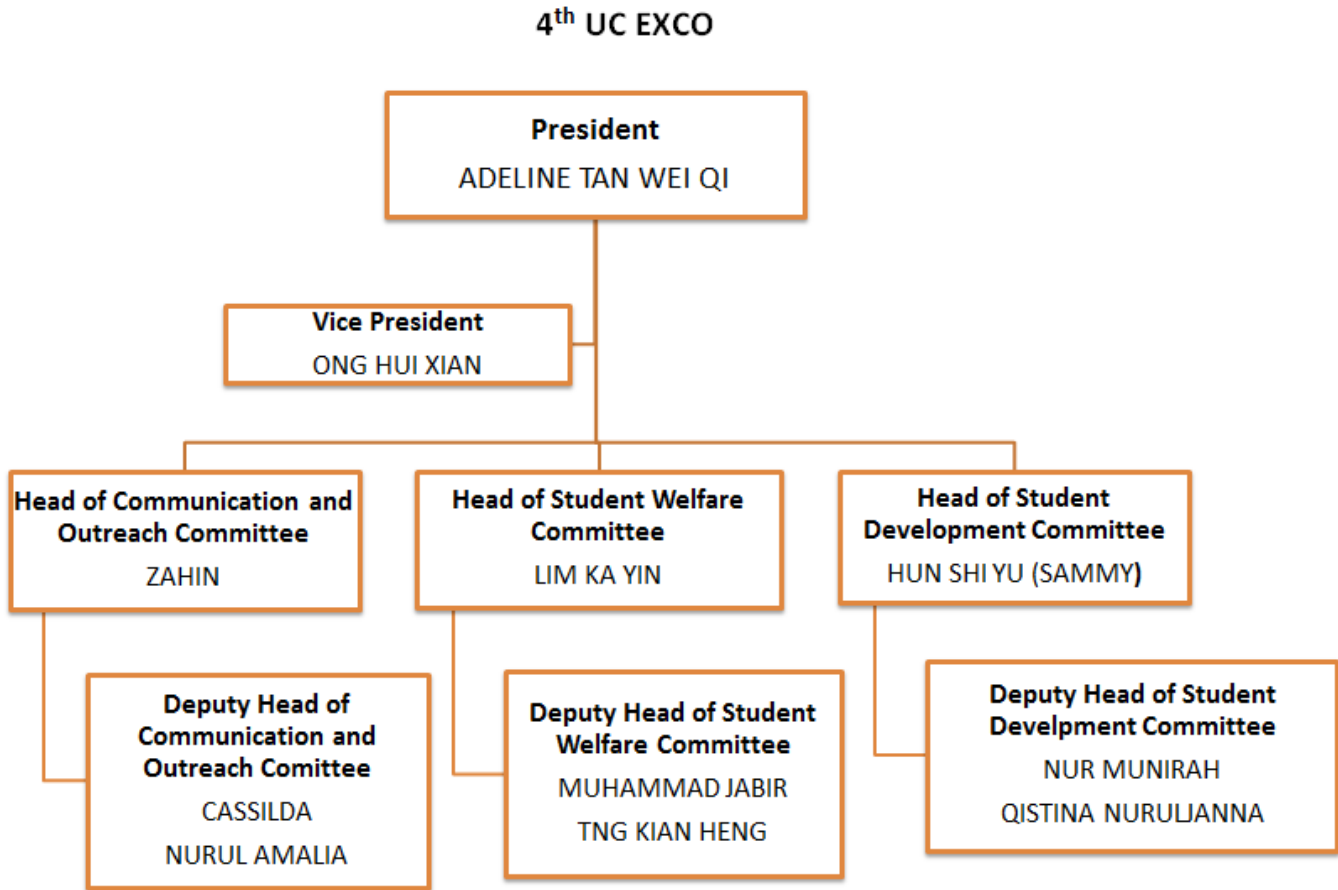 4th UC EXCO
President
ADELINE TAN WEI QI
Vice President
ONG HUI XIAN
Head of Communication and
Outreach Committee
ZAHIN
Head of Student Welfare
Committee
LIM KA YIN
Head of Student
Development Committee
HUN SHI YU (SAMMY)
Deputy Head of
Communication and
Outreach Comittee
CASSILDA
NURUL AMALIA
Deputy Head of Student
Welfare Committee
MUHAMMAD JABIR
TNG KIAN HENG
Deputy Head of Student
Develpment Committee
NUR MUNIRAH
QISTINA NURULJANNA